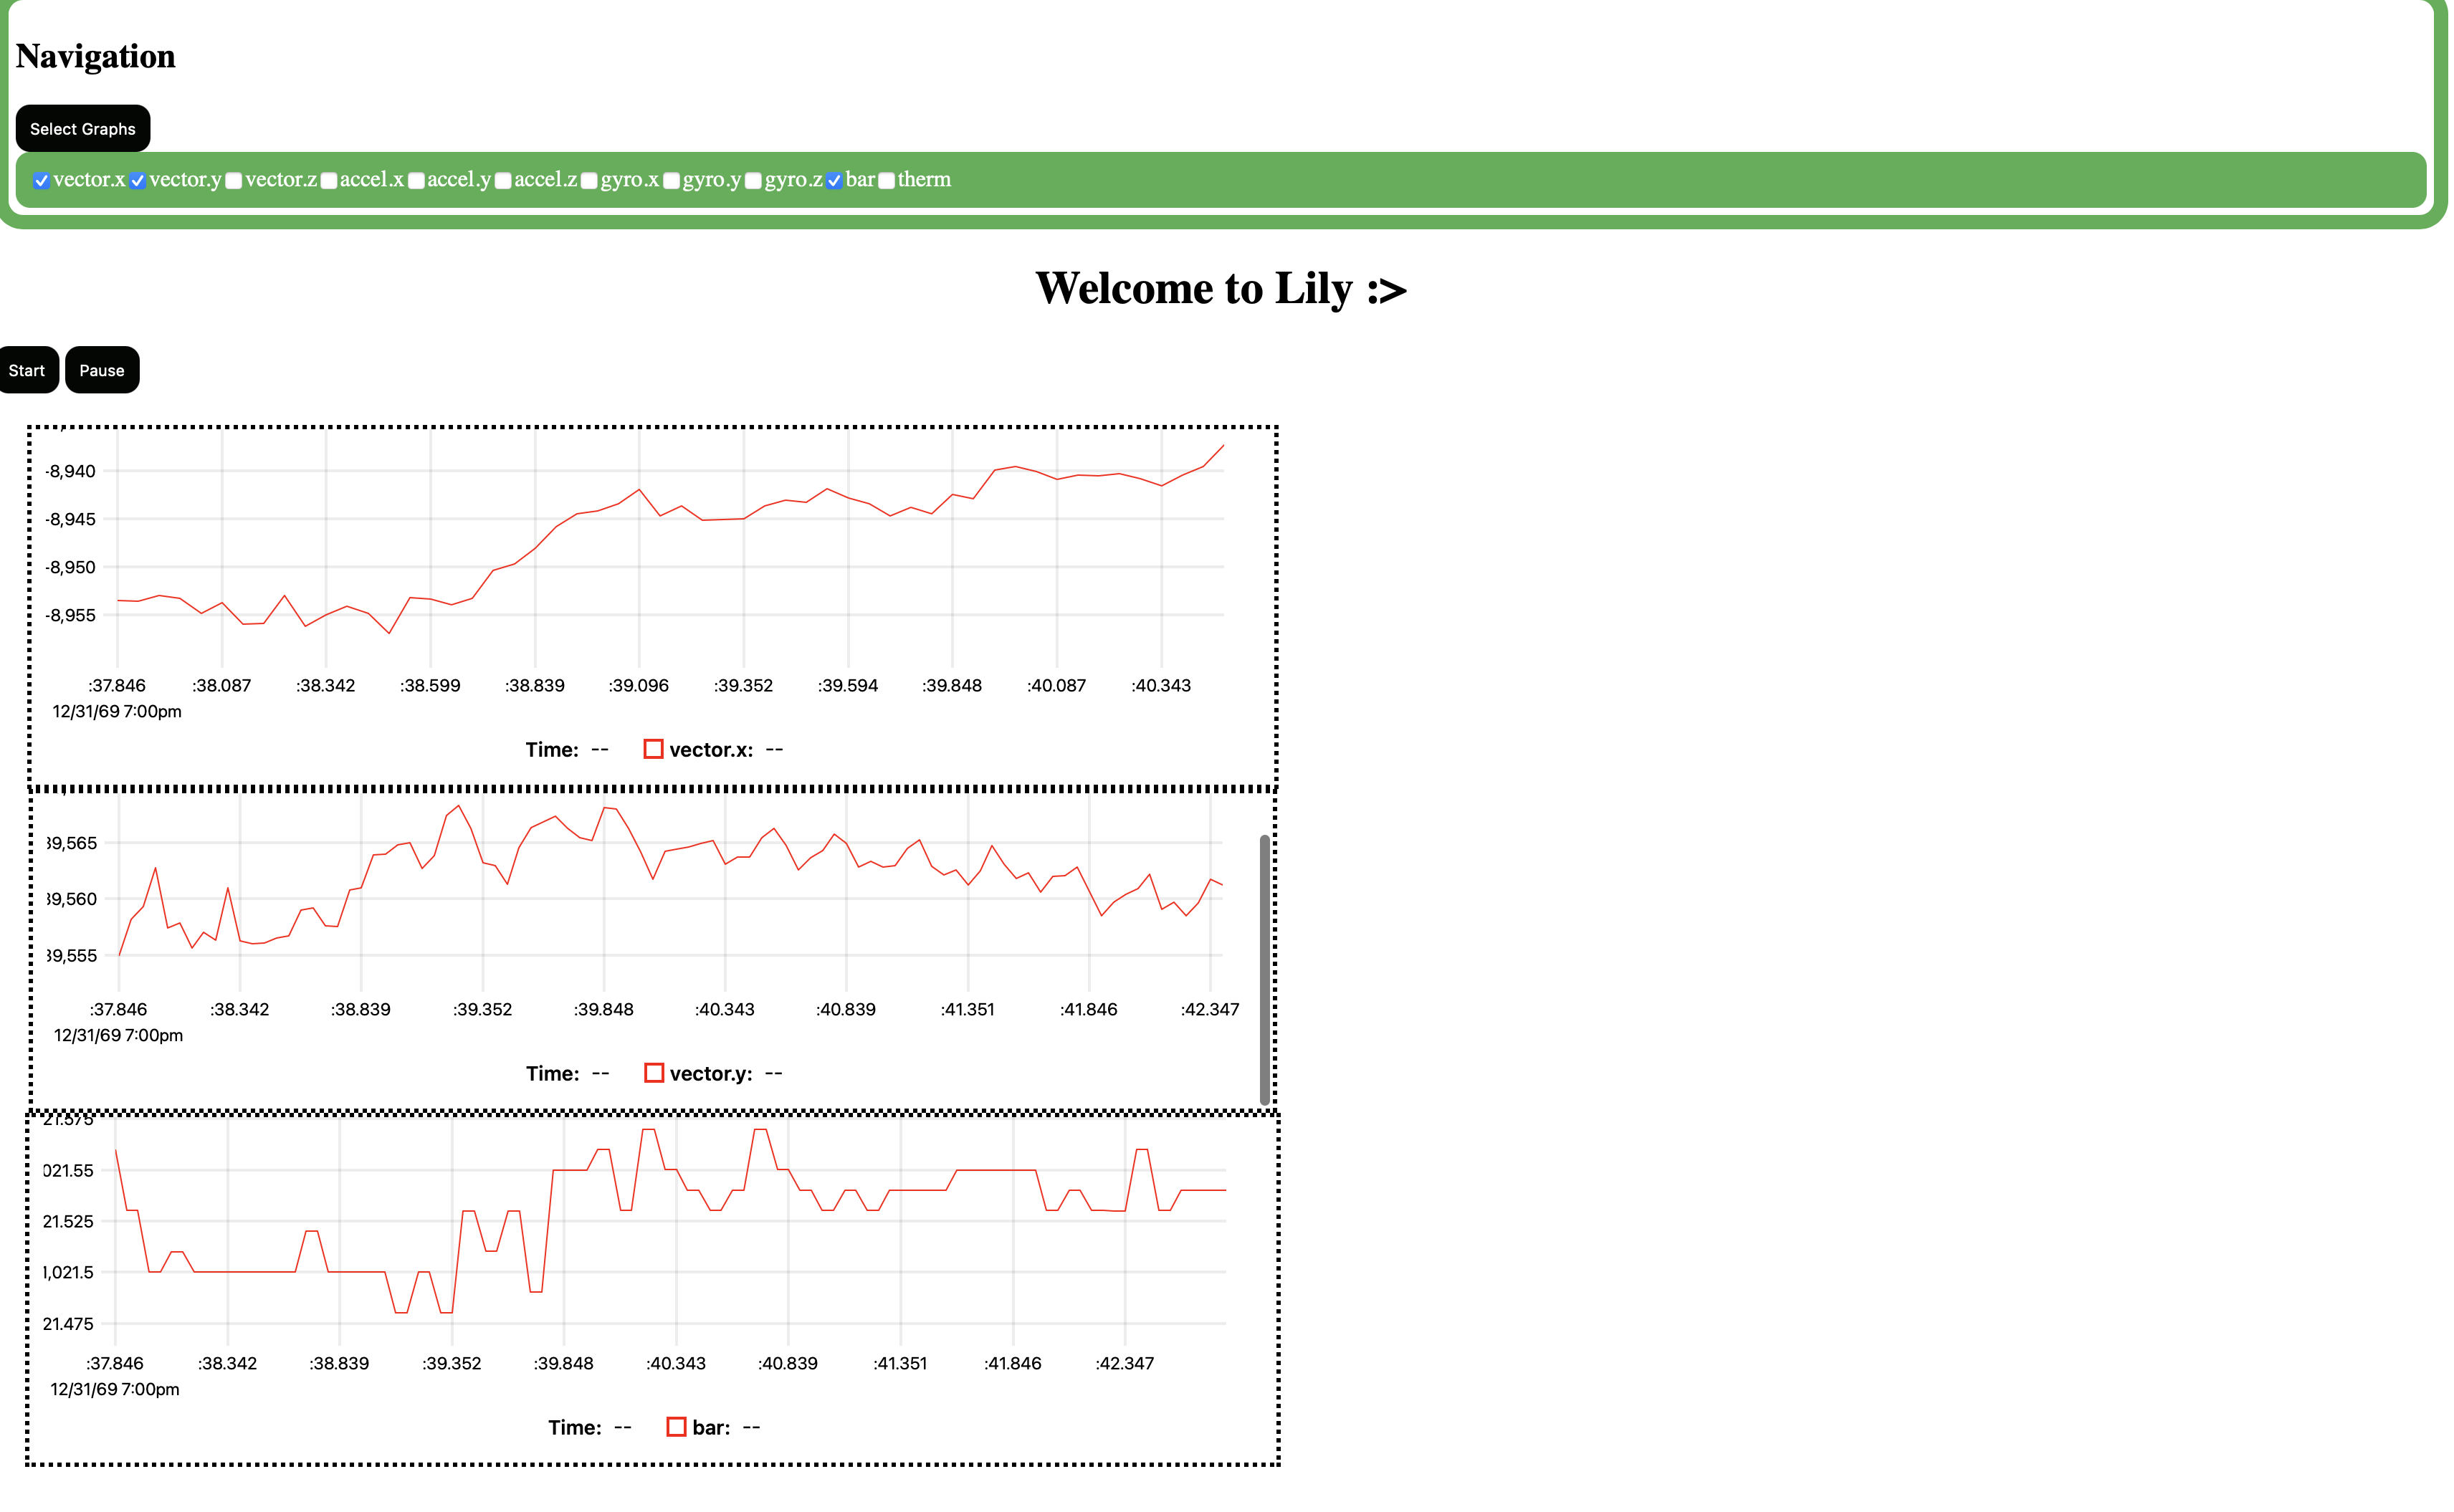 Navigation
Select Graphs
vector.x vector.y vector.z accel.x accel.y accel.z gyro.x gyro.y gyro.z bar therm
Welcome to Lily :>
Start Pause
-8,940
-8,945
-8,950
-8,955
:37.846 :38.087 :38.342 :38.599 :38.839 :39.096 :39.352 :39.594 :39.848 :40.087 :40.343
12/31/69 7:00pm
Time: -- vector.x: --
39,565
39,560
39,555
:37.846 :38.342 :38.839 :39.352 :39.848 :40.343 :40.839 :41.351 :41.846 :42.347
12/31/69 7:00pm
Time: -- vector.y: --
21.575
021.55
21.525
1,021.5
21.475
:37.846 :38.342 :38.839 :39.352 :39.848 :40.343 :40.839 :41.351 :41.846 :42.347
12/31/69 7:00pm
Time: -- bar: --